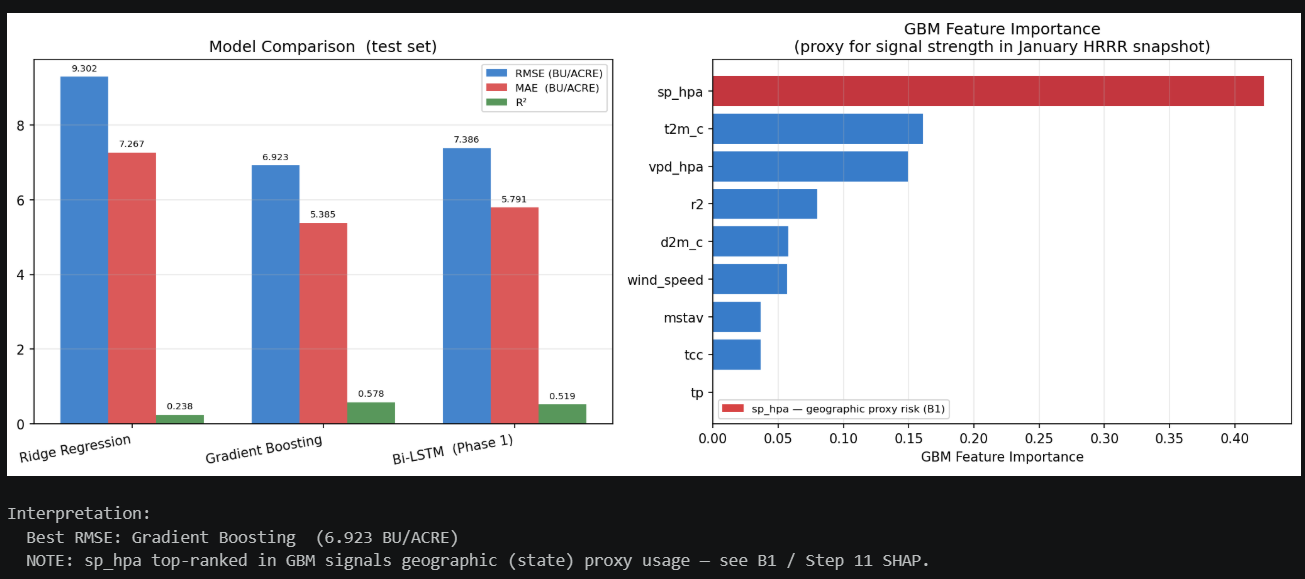 Model Comparison  (test set)
9.302
7.267
0.238
6.923
5.385
0.578
7.386
5.791
0.519
RMSE (BU/ACRE)
MAE  (BU/ACRE)
R²
8
6
4
2
0
Ridge Regression
Gradient Boosting
Bi-LSTM  (Phase 1)
GBM Feature Importance
(proxy for signal strength in January HRRR snapshot)
sp_hpa
t2m_c
vpd_hpa
r2
d2m_c
wind_speed
mstav
tcc
tp
sp_hpa — geographic proxy risk (B1)
0.00 0.05 0.10 0.15 0.20 0.25 0.30 0.35 0.40
GBM Feature Importance
Interpretation:
  Best RMSE: Gradient Boosting  (6.923 BU/ACRE)
  NOTE: sp_hpa top-ranked in GBM signals geographic (state) proxy usage — see B1 / Step 11 SHAP.